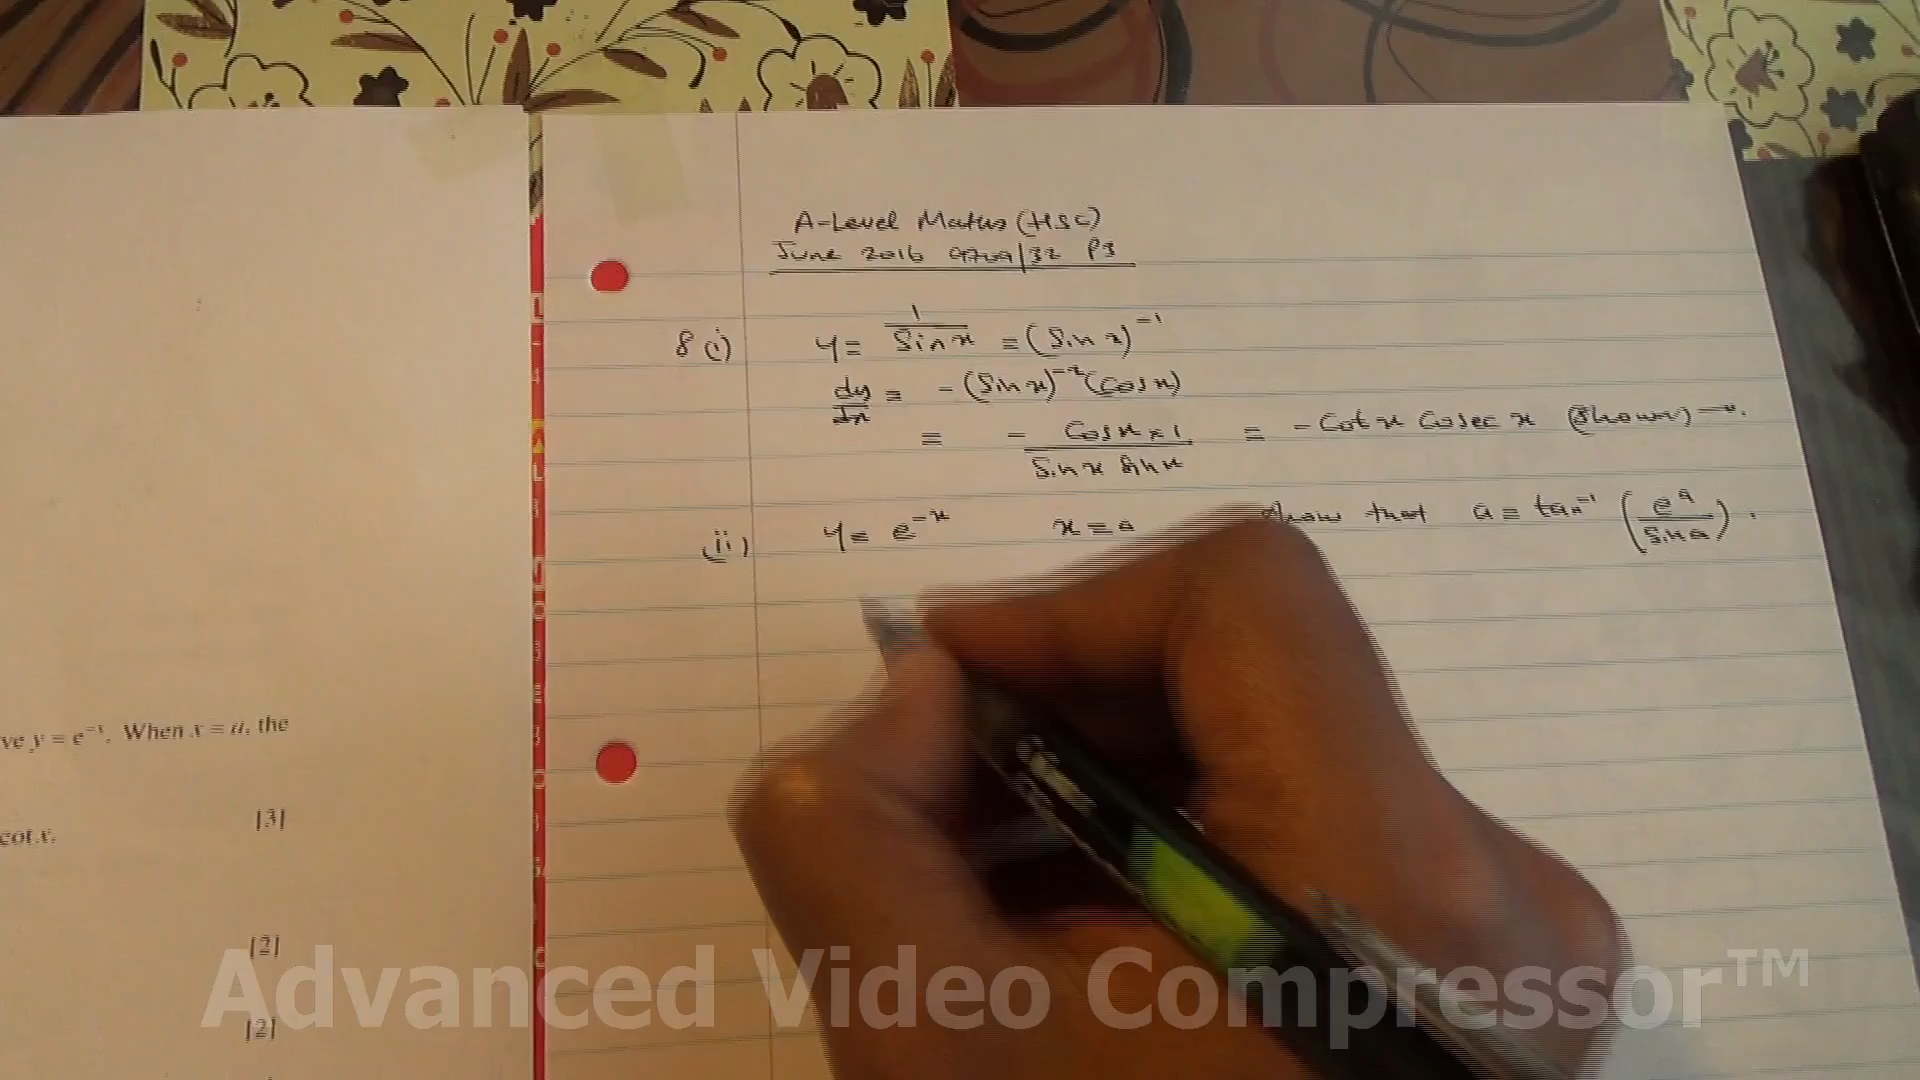 A-Level Maths (HSC)
June 2016 9709/32 P3
8 (i) y = 1/sin x = (sin x)^-1
dy/dx = -(sin x)^-2 (cos x)
= - cos x × 1 / sin x sin x = - cot x cosec x (shown)
(ii) y = e^-x x = a show that a = tan^-1 (e^a / sin a).
ve y = e^-x. When x = a, the
[3]
cot x.
[2]
[2]
Advanced Video Compressor™